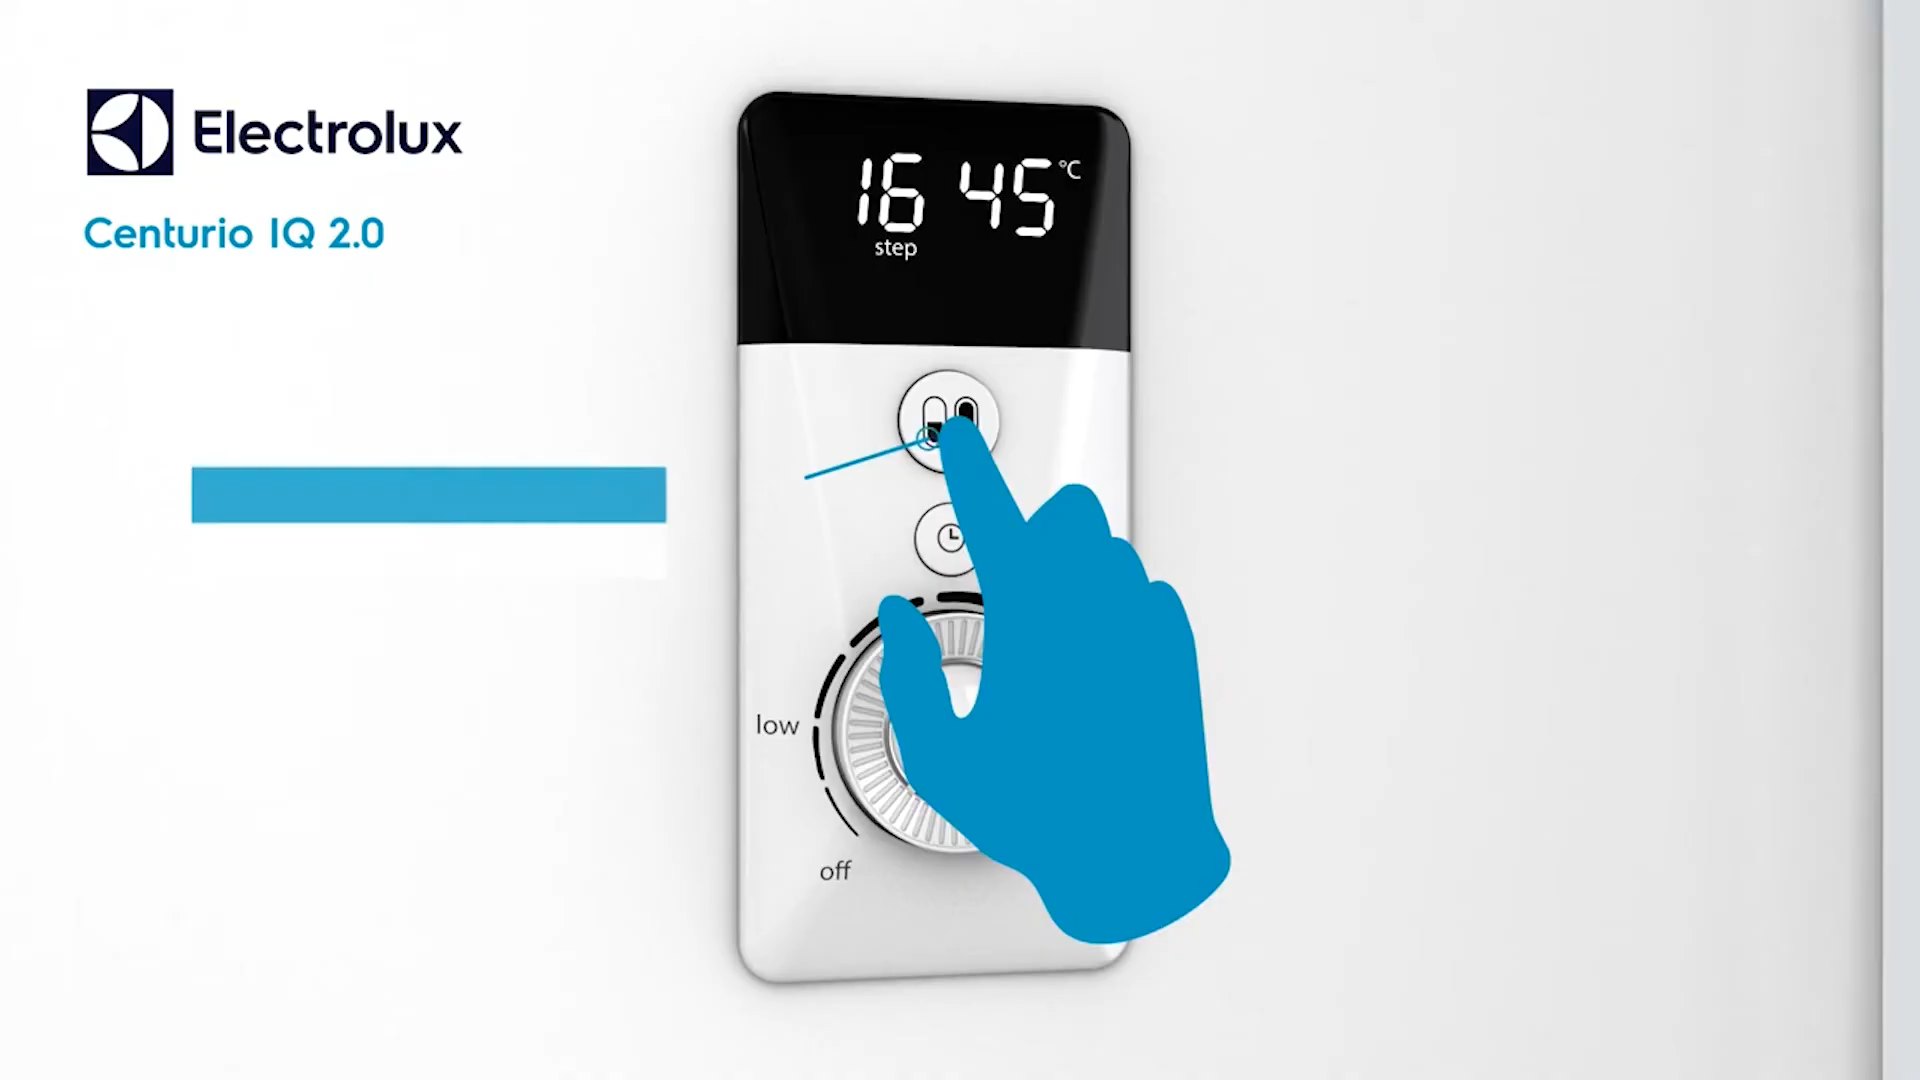 Electrolux
Centurio IQ 2.0
16 45 °C
step
low
off